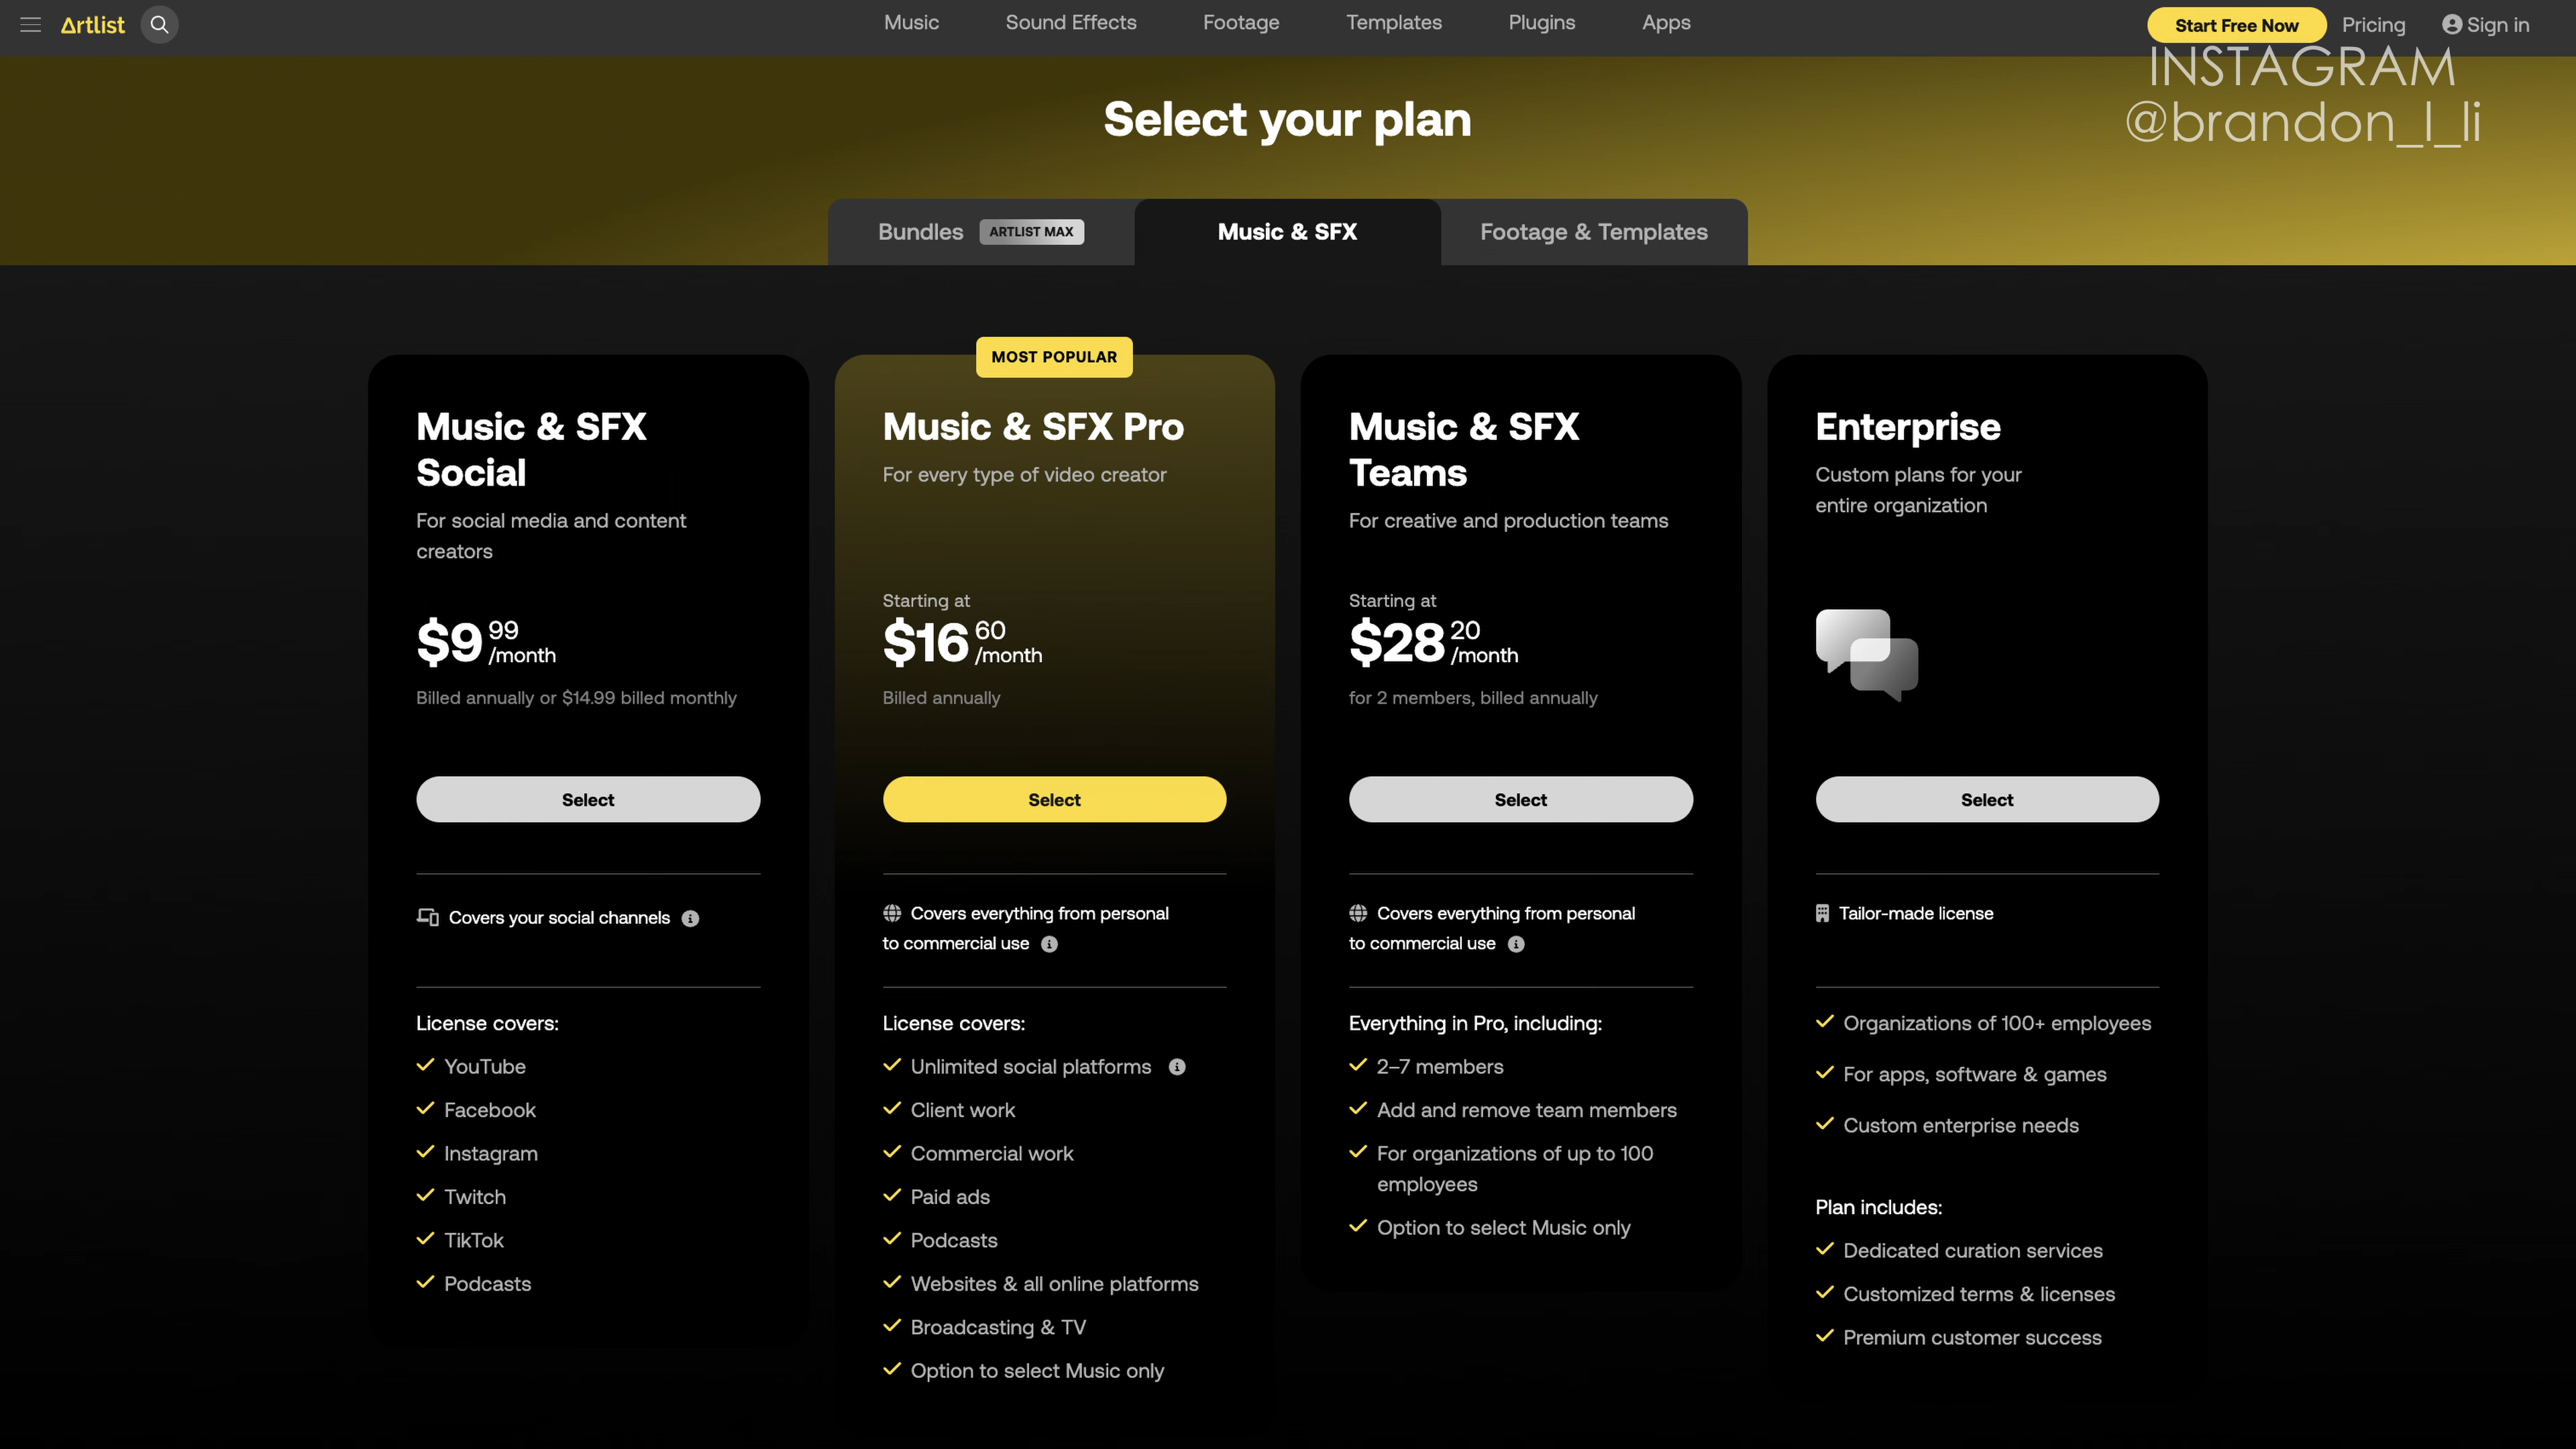 Artlist
Music
Sound Effects
Footage
Templates
Plugins
Apps
Start Free Now
Pricing
Sign in
INSTAGRAM
@brandon_l_li
Select your plan
Bundles
ARTLIST MAX
Music & SFX
Footage & Templates
Music & SFX
Social
For social media and content
creators
$9 99
/month
Billed annually or $14.99 billed monthly
Select
Covers your social channels
License covers:
YouTube
Facebook
Instagram
Twitch
TikTok
Podcasts
MOST POPULAR
Music & SFX Pro
For every type of video creator
Starting at
$16 60
/month
Billed annually
Select
Covers everything from personal
to commercial use
License covers:
Unlimited social platforms
Client work
Commercial work
Paid ads
Podcasts
Websites & all online platforms
Broadcasting & TV
Option to select Music only
Music & SFX
Teams
For creative and production teams
Starting at
$28 20
/month
for 2 members, billed annually
Select
Covers everything from personal
to commercial use
Everything in Pro, including:
2–7 members
Add and remove team members
For organizations of up to 100
employees
Option to select Music only
Enterprise
Custom plans for your
entire organization
Select
Tailor-made license
Organizations of 100+ employees
For apps, software & games
Custom enterprise needs
Plan includes:
Dedicated curation services
Customized terms & licenses
Premium customer success